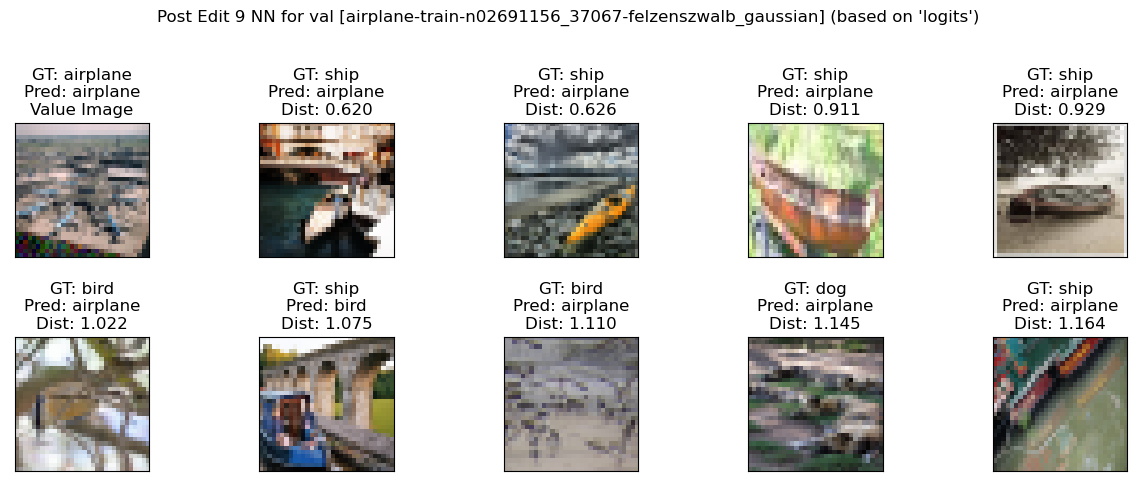 Post Edit 9 NN for val [airplane-train-n02691156_37067-felzenszwalb_gaussian] (based on 'logits')
GT: airplane
Pred: airplane
Value Image
GT: ship
Pred: airplane
Dist: 0.620
GT: ship
Pred: airplane
Dist: 0.626
GT: ship
Pred: airplane
Dist: 0.911
GT: ship
Pred: airplane
Dist: 0.929
GT: bird
Pred: airplane
Dist: 1.022
GT: ship
Pred: bird
Dist: 1.075
GT: bird
Pred: airplane
Dist: 1.110
GT: dog
Pred: airplane
Dist: 1.145
GT: ship
Pred: airplane
Dist: 1.164